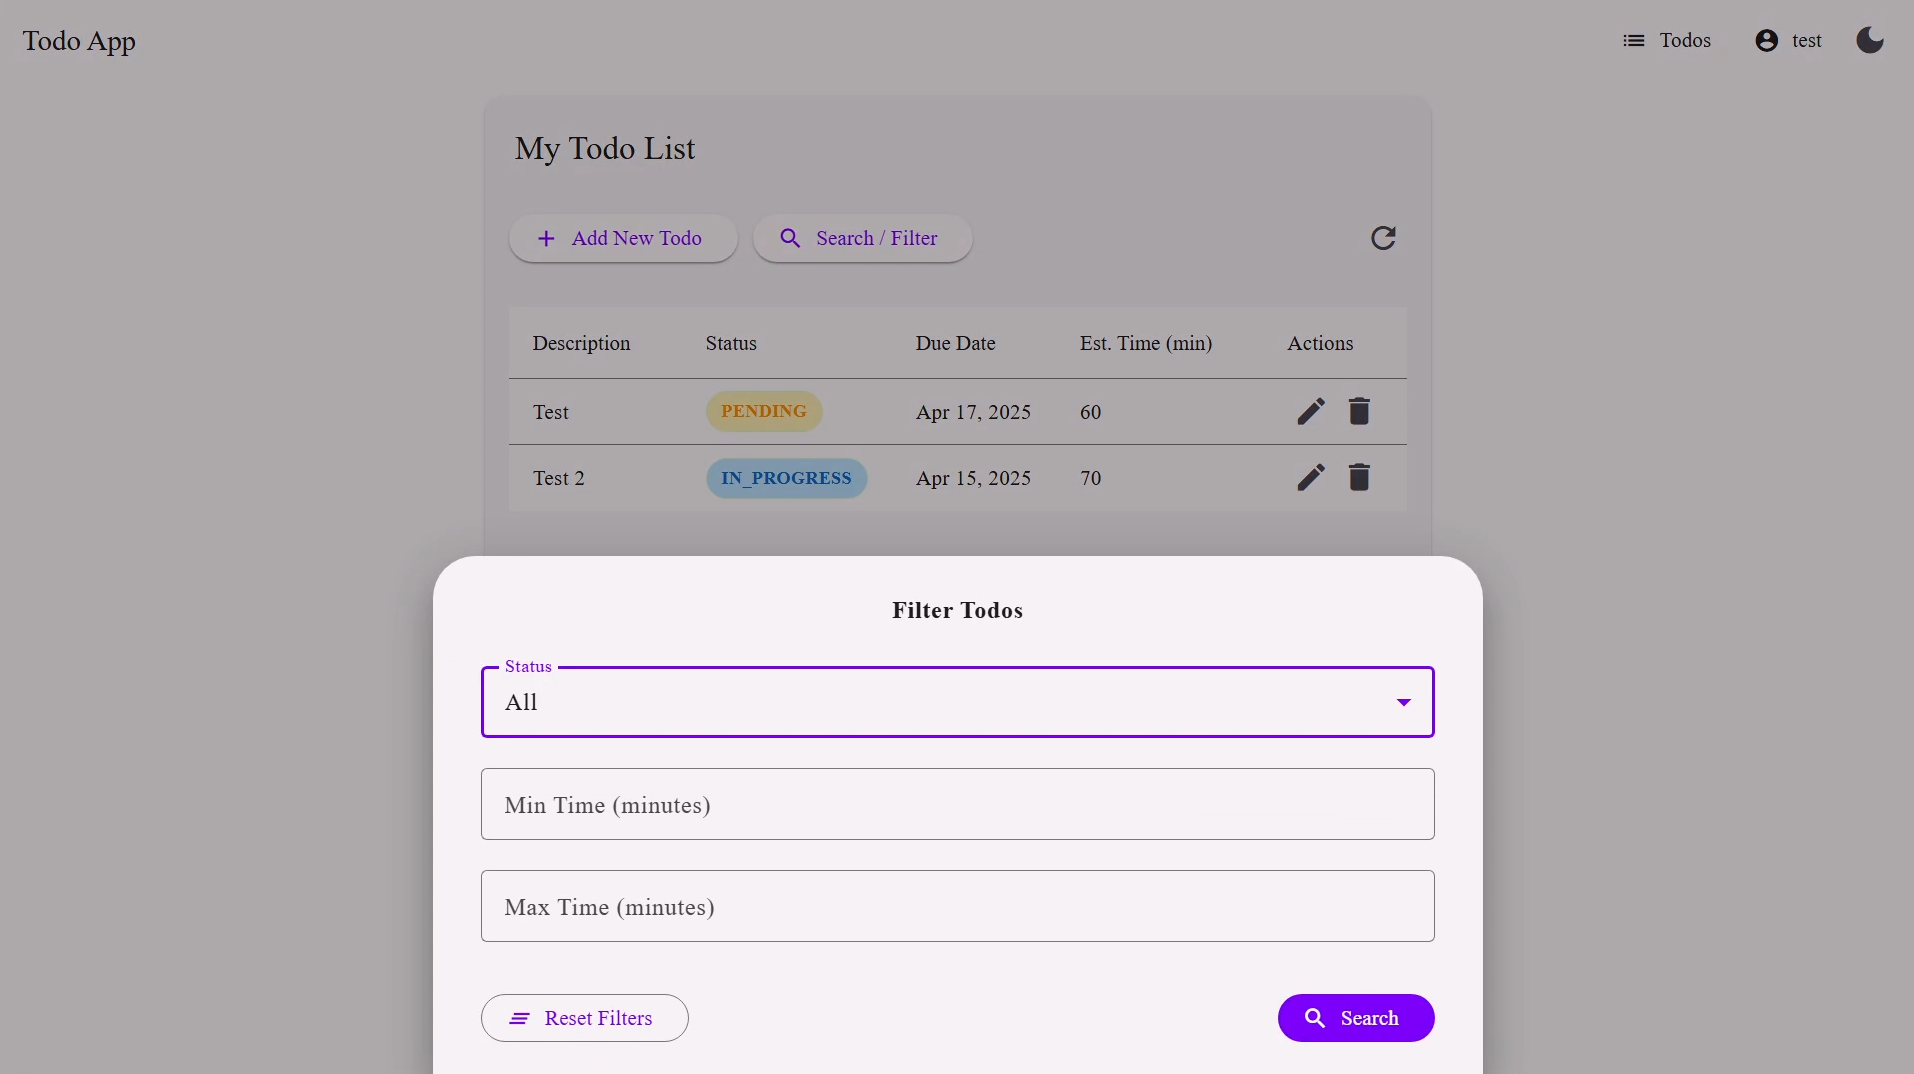 Todo App
Todos
test
My Todo List
Add New Todo
Search / Filter
Description Status Due Date Est. Time (min) Actions
Test PENDING Apr 17, 2025 60
Test 2 IN_PROGRESS Apr 15, 2025 70
Filter Todos
Status
All
Min Time (minutes)
Max Time (minutes)
Reset Filters
Search